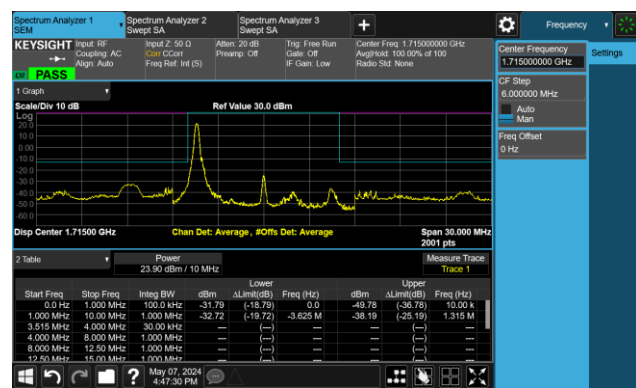 Spectrum Analyzer 1
SEM
Spectrum Analyzer 2
Swept SA
Spectrum Analyzer 3
Swept SA
+
Frequency
KEYSIGHT
Input: RF
Coupling: AC
Align: Auto
Input Z: 50 Ω
Corr CCorr
Freq Ref: Int (S)
Atten: 20 dB
Preamp: Off
Trig: Free Run
Gate: Off
IF Gain: Low
Center Freq: 1.715000000 GHz
Avg|Hold: 100.00% of 100
Radio Std: None
PASS
Center Frequency
1.715000000 GHz
Settings
CF Step
6.000000 MHz
Auto
Man
Freq Offset
0 Hz
1 Graph
Scale/Div 10 dB
Ref Value 30.0 dBm
Log
20.0
10.0
0.00
-10.0
-20.0
-30.0
-40.0
-50.0
-60.0
Disp Center 1.71500 GHz
Chan Det: Average, #Offs Det: Average
Span 30.000 MHz
2001 pts
2 Table
Power
23.90 dBm / 10 MHz
Measure Trace
Trace 1
Lower Upper
Start Freq Stop Freq Integ BW dBm ΔLimit(dB) Freq (Hz) dBm ΔLimit(dB) Freq (Hz)
0.0 Hz 1.000 MHz 100.0 kHz -31.79 (-18.79) 0.0 -49.78 (-36.78) 10.00 k
1.000 MHz 10.00 MHz 1.000 MHz -32.72 (-19.72) -3.625 M -38.19 (-25.19) 1.315 M
3.515 MHz 4.000 MHz 30.00 kHz --- (---) --- --- (---) ---
4.000 MHz 8.000 MHz 1.000 MHz --- (---) --- --- (---) ---
8.000 MHz 12.50 MHz 1.000 MHz --- (---) --- --- (---) ---
12.50 MHz 15.00 MHz 1.000 MHz --- (---) --- --- (---) ---
?
May 07, 2024
4:47:30 PM